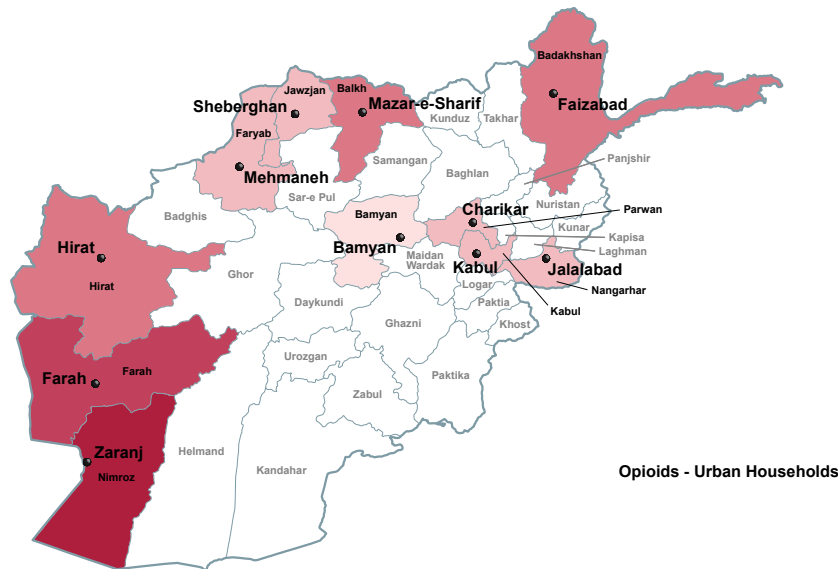 Badakhshan
Faizabad
Jawzjan
Balkh
Sheberghan
Mazar-e-Sharif
Kunduz
Takhar
Faryab
Samangan
Panjshir
Mehmaneh
Baghlan
Sar-e Pul
Nuristan
Badghis
Bamyan
Charikar
Parwan
Kunar
Kapisa
Hirat
Bamyan
Maidan
Wardak
Laghman
Kabul
Jalalabad
Ghor
Hirat
Logar
Nangarhar
Daykundi
Paktia
Kabul
Ghazni
Khost
Urozgan
Farah
Farah
Paktika
Zabul
Zaranj
Helmand
Kandahar
Nimroz
Opioids - Urban Households